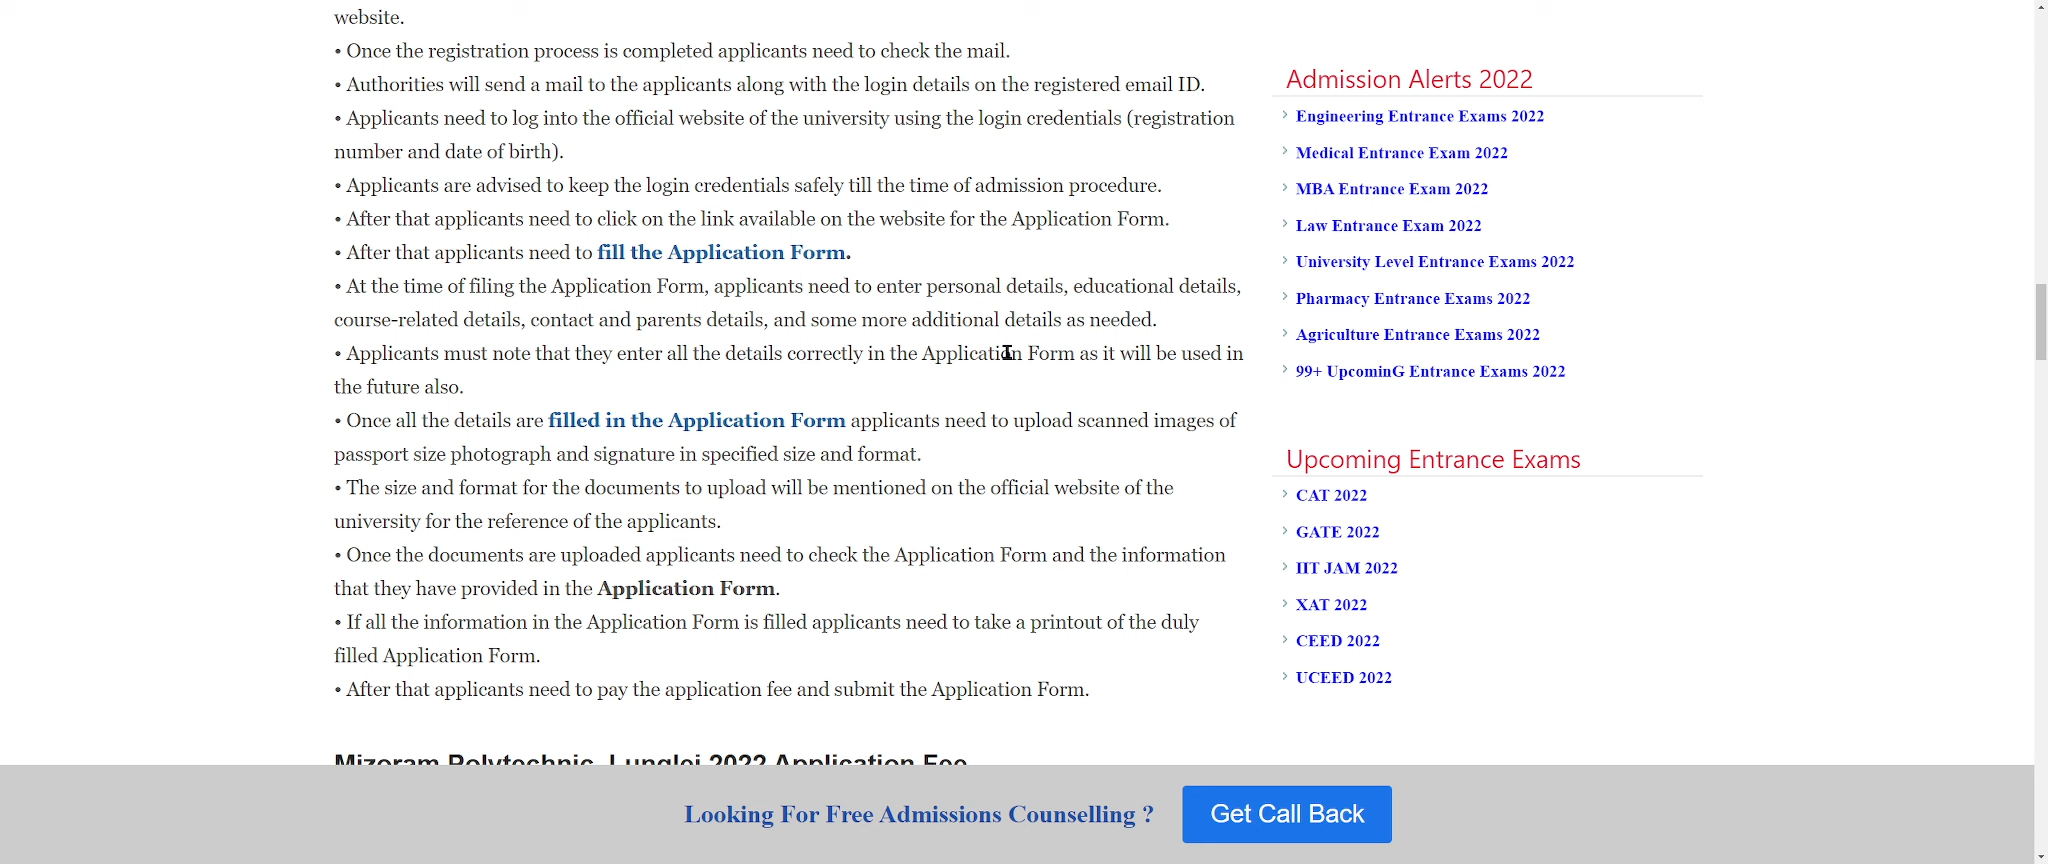 website.
• Once the registration process is completed applicants need to check the mail.
• Authorities will send a mail to the applicants along with the login details on the registered email ID.
• Applicants need to log into the official website of the university using the login credentials (registration
number and date of birth).
• Applicants are advised to keep the login credentials safely till the time of admission procedure.
• After that applicants need to click on the link available on the website for the Application Form.
• After that applicants need to fill the Application Form.
• At the time of filing the Application Form, applicants need to enter personal details, educational details,
course-related details, contact and parents details, and some more additional details as needed.
• Applicants must note that they enter all the details correctly in the Application Form as it will be used in
the future also.
• Once all the details are filled in the Application Form applicants need to upload scanned images of
passport size photograph and signature in specified size and format.
• The size and format for the documents to upload will be mentioned on the official website of the
university for the reference of the applicants.
• Once the documents are uploaded applicants need to check the Application Form and the information
that they have provided in the Application Form.
• If all the information in the Application Form is filled applicants need to take a printout of the duly
filled Application Form.
• After that applicants need to pay the application fee and submit the Application Form.
Mizoram Polytechnic, Lunglei 2022 Application Fee
Admission Alerts 2022
Engineering Entrance Exams 2022
Medical Entrance Exam 2022
MBA Entrance Exam 2022
Law Entrance Exam 2022
University Level Entrance Exams 2022
Pharmacy Entrance Exams 2022
Agriculture Entrance Exams 2022
99+ UpcominG Entrance Exams 2022
Upcoming Entrance Exams
CAT 2022
GATE 2022
IIT JAM 2022
XAT 2022
CEED 2022
UCEED 2022
Looking For Free Admissions Counselling ?
Get Call Back